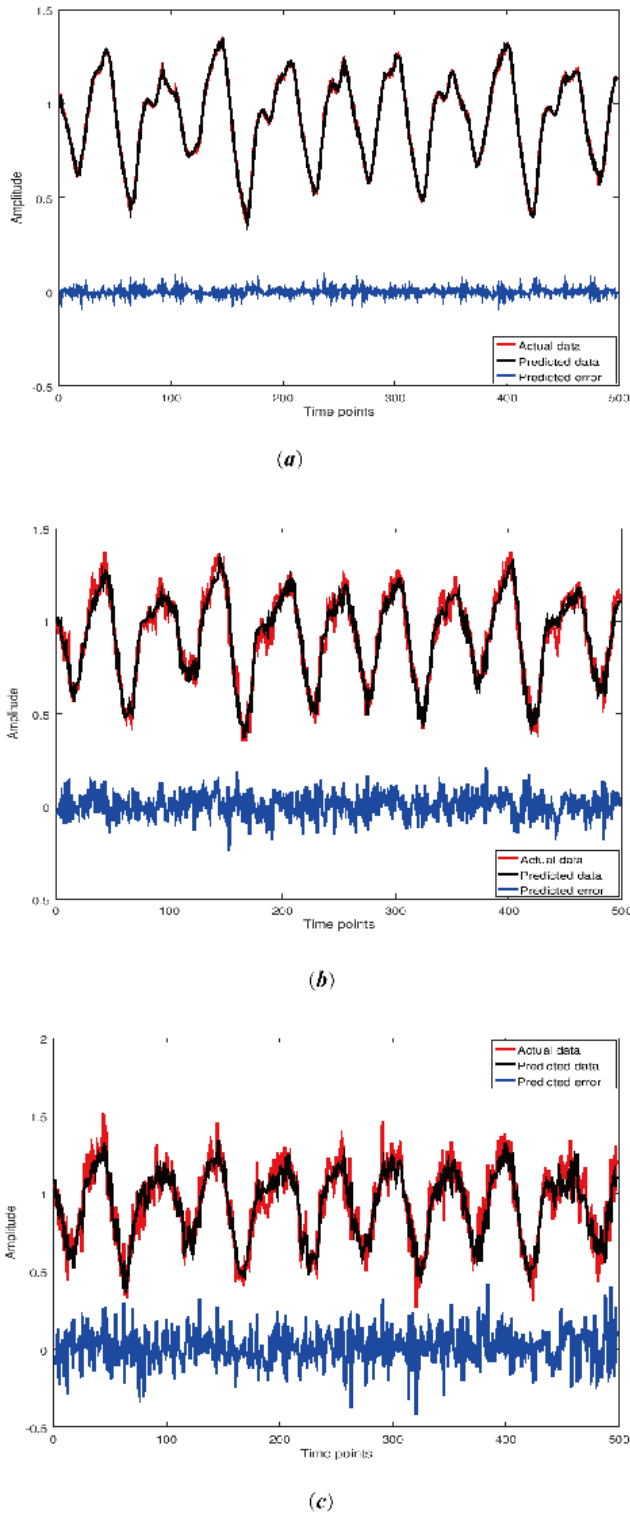 1.5
1
0.5
0
-0.5
Amplitude
0 100 200 300 400 500
Time points
Actual data
Predicted data
Predicted error
(a)
1.5
1
0.5
0
0.5
Amplitude
0 100 200 300 400 500
Time points
Actual data
Predicted data
Predicted error
(b)
2
1.5
1
0.5
0
-0.5
Amplitude
0 100 200 300 400 500
Time points
Actual data
Predicted data
Predicted error
(c)